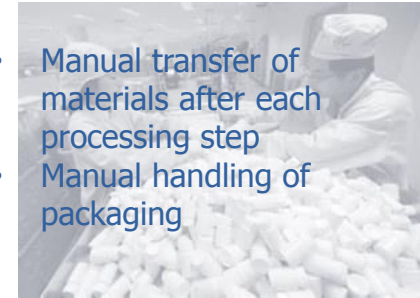 • Manual transfer of
materials after each
processing step
• Manual handling of
packaging